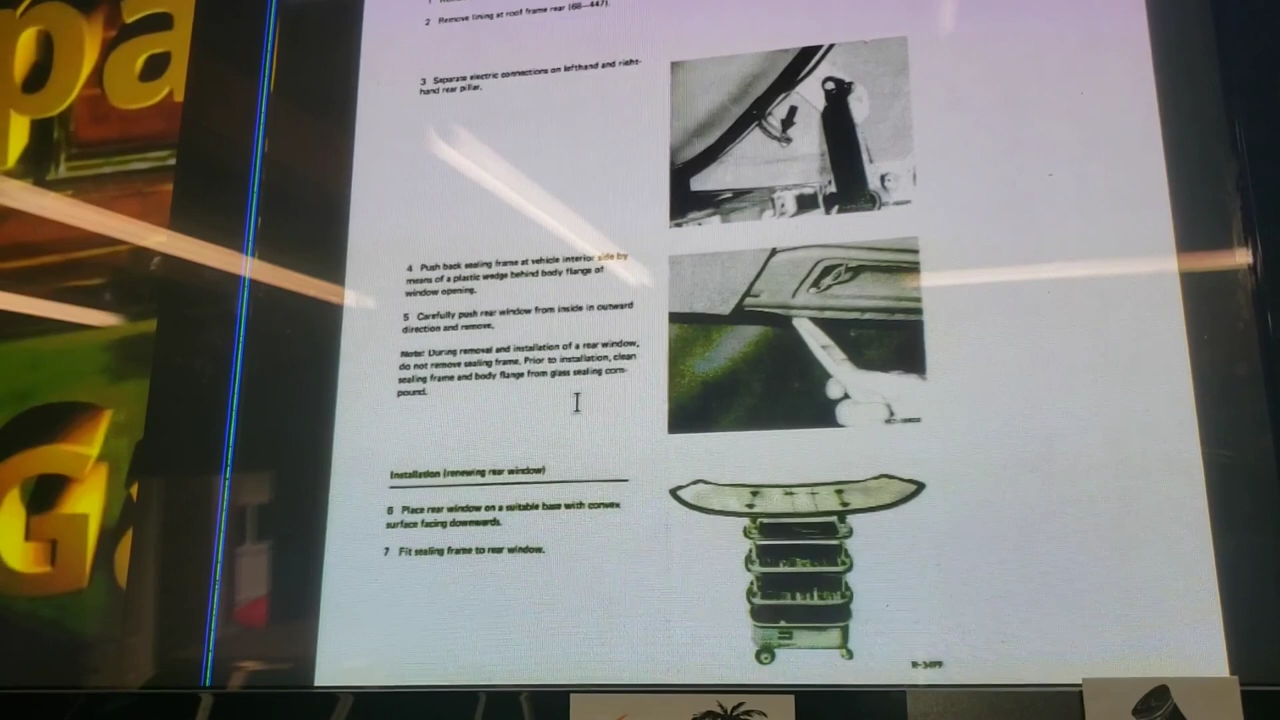 pa
G
2 Remove lining at roof frame rear (68–447).
3 Separate electric connections on lefthand and right-
hand rear pillar.
4 Push back sealing frame at vehicle interior side by
means of a plastic wedge behind body flange of
window opening.
5 Carefully push rear window from inside in outward
direction and remove.
Note: During removal and installation of a rear window,
do not remove sealing frame. Prior to installation, clean
sealing frame and body flange from glass sealing com-
pound.
Installation (renewing rear window)
6 Place rear window on a suitable base with convex
surface facing downwards.
7 Fit sealing frame to rear window.